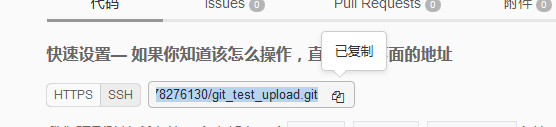 代码 Issues 0 Pull Requests 0 附件 0
已复制
快速设置— 如果你知道该怎么操作，直 面的地址
HTTPS SSH 78276130/git_test_upload.git